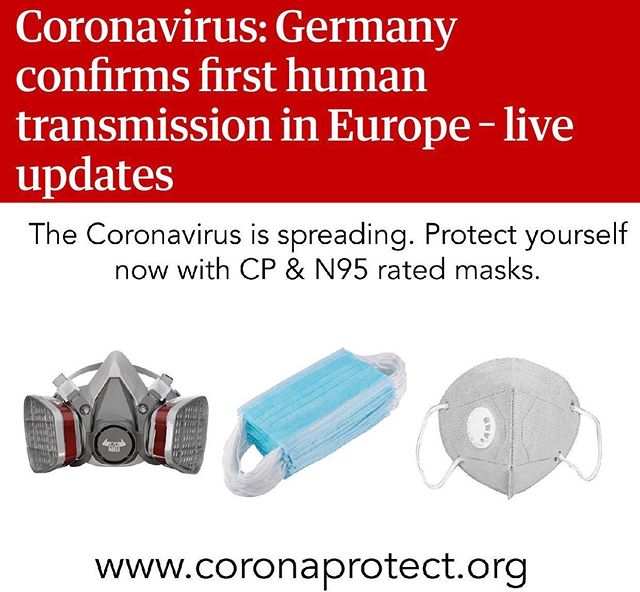 Coronavirus: Germany
confirms first human
transmission in Europe – live
updates
The Coronavirus is spreading. Protect yourself
now with CP & N95 rated masks.
www.coronaprotect.org